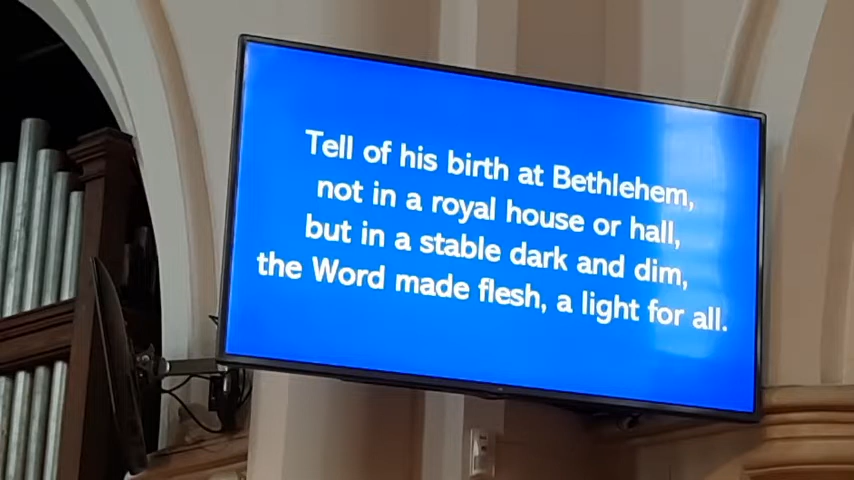 Tell of his birth at Bethlehem,
not in a royal house or hall,
but in a stable dark and dim,
the Word made flesh, a light for all.